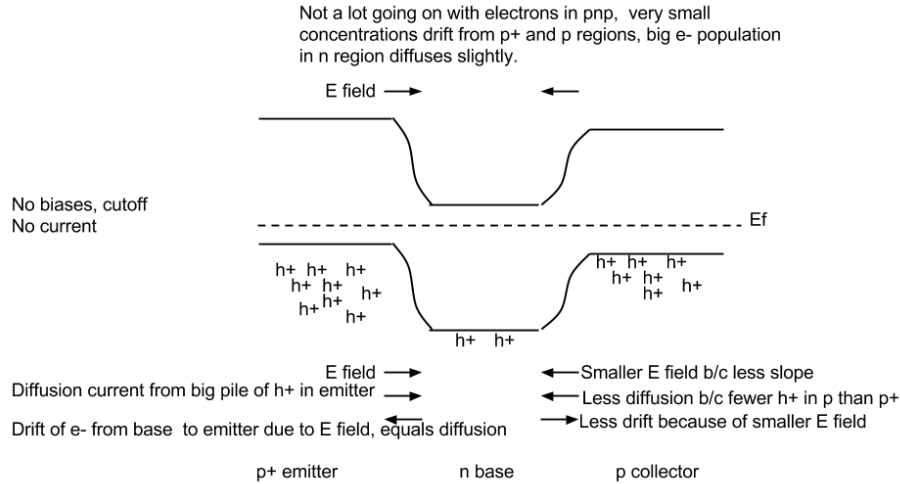 Not a lot going on with electrons in pnp,  very small
concentrations drift from p+ and p regions, big e- population
in n region diffuses slightly.
E field
No biases, cutoff
No current
Ef
h+ h+ h+
h+ h+
h+
h+ h+
h+
h+ h+ h+
h+ h+
h+
h+
h+ h+
E field
Smaller E field b/c less slope
Diffusion current from big pile of h+ in emitter
Less diffusion b/c fewer h+ in p than p+
Drift of e- from base  to emitter due to E field, equals diffusion
Less drift because of smaller E field
p+ emitter
n base
p collector